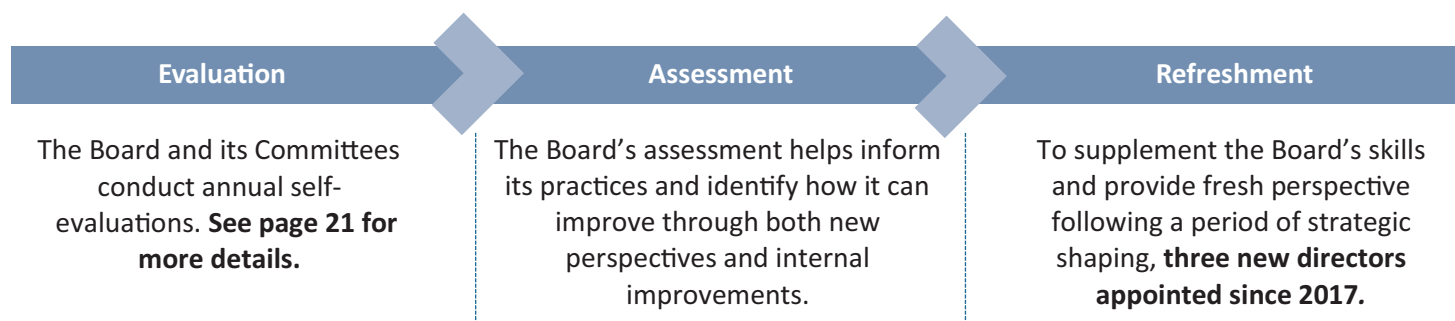 Evaluation
The Board and its Committees
conduct annual self-
evaluations. See page 21 for
more details.
Assessment
The Board’s assessment helps inform
its practices and identify how it can
improve through both new
perspectives and internal
improvements.
Refreshment
To supplement the Board’s skills
and provide fresh perspective
following a period of strategic
shaping, three new directors
appointed since 2017.